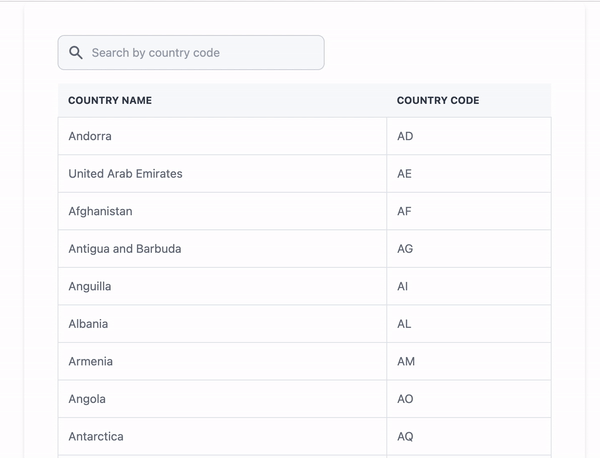 Search by country code
COUNTRY NAME COUNTRY CODE
Andorra AD
United Arab Emirates AE
Afghanistan AF
Antigua and Barbuda AG
Anguilla AI
Albania AL
Armenia AM
Angola AO
Antarctica AQ